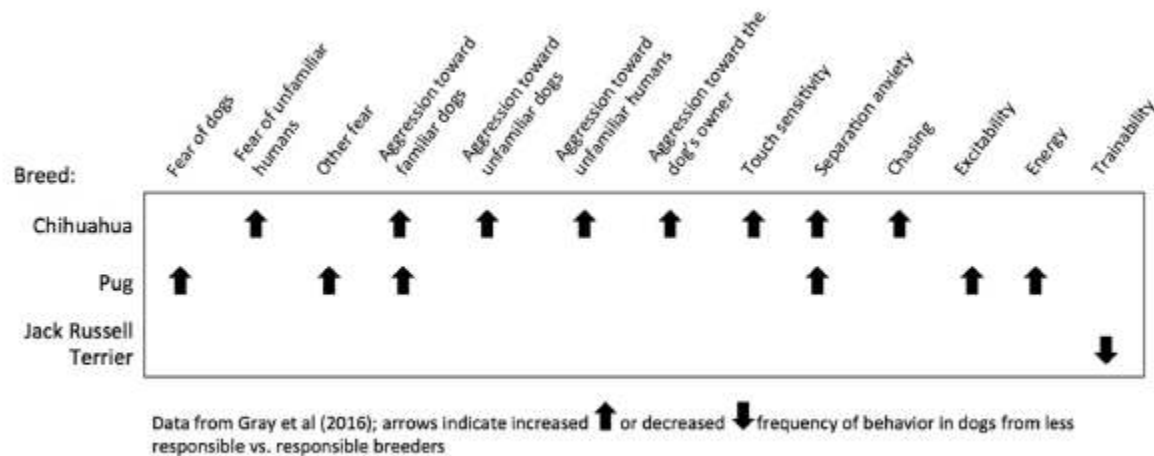 Fear of dogs
Fear of unfamiliar
humans
Other fear
Aggression toward
familiar dogs
Aggression toward
unfamiliar dogs
Aggression toward
unfamiliar humans
Aggression toward the
dog's owner
Touch sensitivity
Separation anxiety
Chasing
Excitability
Energy
Trainability
Breed:
Chihuahua
Pug
Jack Russell
Terrier
Data from Gray et al (2016); arrows indicate increased or decreased frequency of behavior in dogs from less
responsible vs. responsible breeders